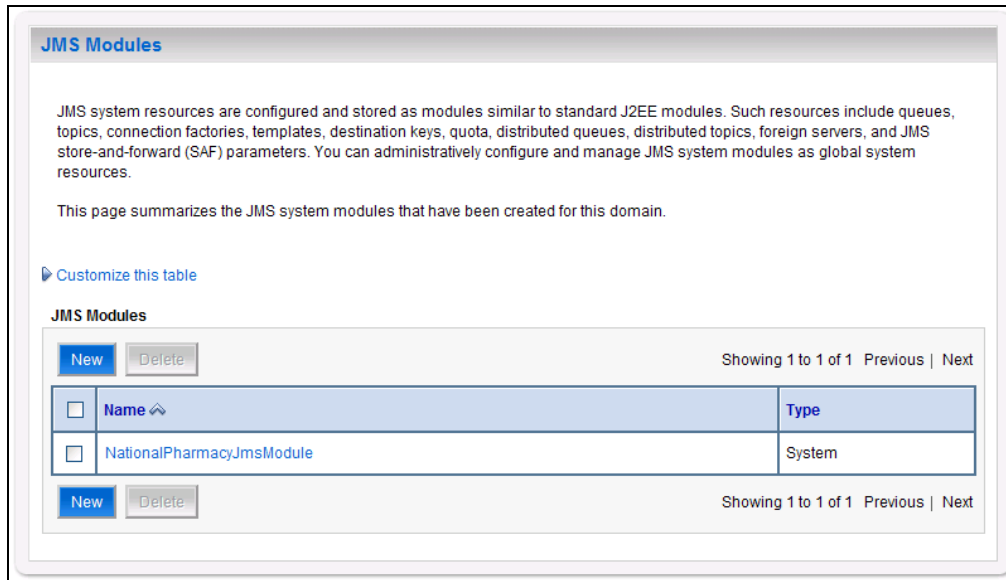 JMS Modules
JMS system resources are configured and stored as modules similar to standard J2EE modules. Such resources include queues,
topics, connection factories, templates, destination keys, quota, distributed queues, distributed topics, foreign servers, and JMS
store-and-forward (SAF) parameters. You can administratively configure and manage JMS system modules as global system
resources.
This page summarizes the JMS system modules that have been created for this domain.
Customize this table
JMS Modules
New Delete Showing 1 to 1 of 1 Previous | Next
Name Type
NationalPharmacyJmsModule System
New Delete Showing 1 to 1 of 1 Previous | Next